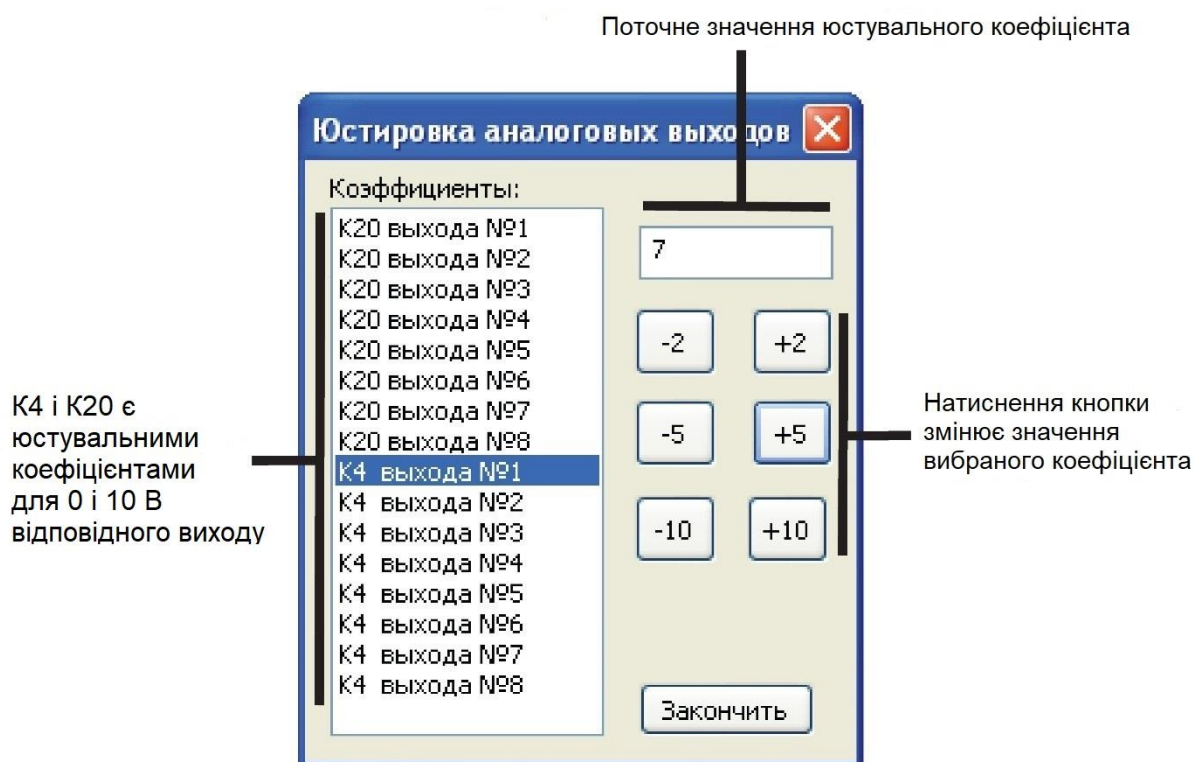 Поточне значення юстувального коефіцієнта
Юстировка аналоговых выходов
Коэффициенты:
К20 выхода №1
К20 выхода №2
К20 выхода №3
К20 выхода №4
К20 выхода №5
К20 выхода №6
К20 выхода №7
К20 выхода №8
К4 выхода №1
К4 выхода №2
К4 выхода №3
К4 выхода №4
К4 выхода №5
К4 выхода №6
К4 выхода №7
К4 выхода №8
7
-2 +2
-5 +5
-10 +10
Закончить
К4 і К20 є
юстувальними
коефіцієнтами
для 0 і 10 В
відповідного виходу
Натиснення кнопки
змінює значення
вибраного коефіцієнта